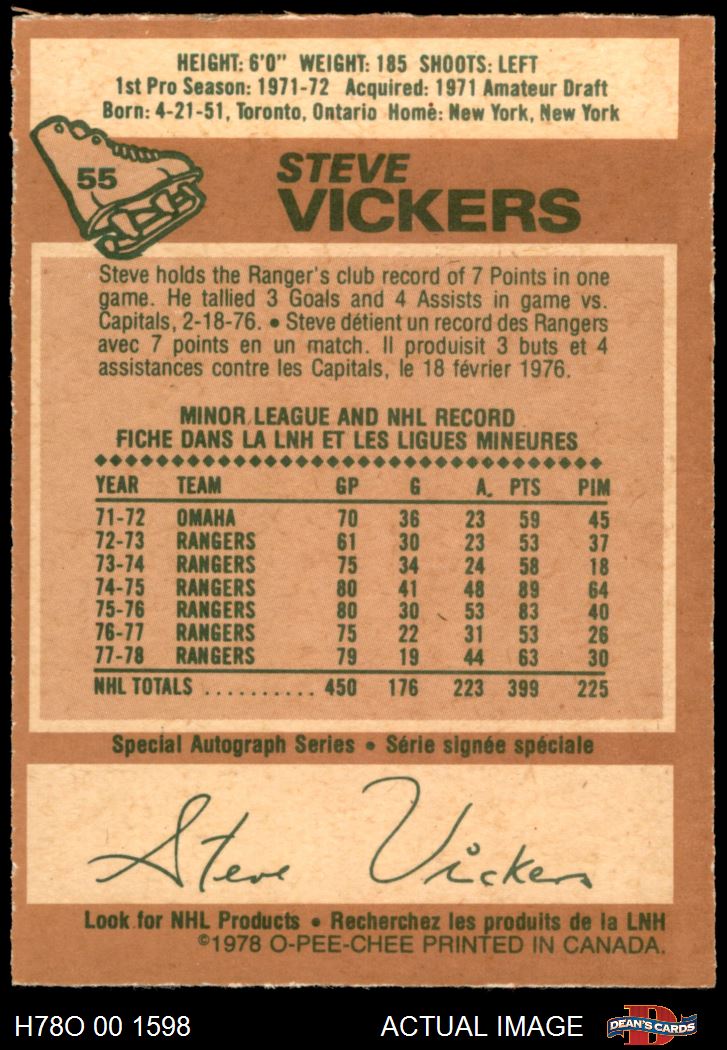 HEIGHT: 6'0" WEIGHT: 185 SHOOTS: LEFT
1st Pro Season: 1971-72 Acquired: 1971 Amateur Draft
Born: 4-21-51, Toronto, Ontario Home: New York, New York
55
STEVE
VICKERS
Steve holds the Ranger's club record of 7 Points in one
game. He tallied 3 Goals and 4 Assists in game vs.
Capitals, 2-18-76. • Steve détient un record des Rangers
avec 7 points en un match. Il produisit 3 buts et 4
assistances contre les Capitals, le 18 février 1976.
MINOR LEAGUE AND NHL RECORD
FICHE DANS LA LNH ET LES LIGUES MINEURES
YEAR TEAM GP G A. PTS PIM
71-72 OMAHA 70 36 23 59 45
72-73 RANGERS 61 30 23 53 37
73-74 RANGERS 75 34 24 58 18
74-75 RANGERS 80 41 48 89 64
75-76 RANGERS 80 30 53 83 40
76-77 RANGERS 75 22 31 53 26
77-78 RANGERS 79 19 44 63 30
NHL TOTALS .......... 450 176 223 399 225
Special Autograph Series • Série signée spéciale
Steve Vickers
Look for NHL Products • Recherchez les produits de la LNH
©1978 O-PEE-CHEE PRINTED IN CANADA.
H78O 00 1598 ACTUAL IMAGE D DEAN'S CARDS